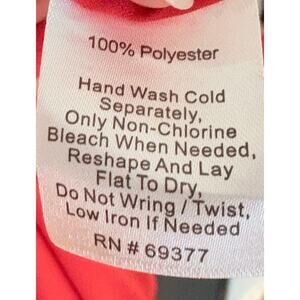 100% Polyester
Hand Wash Cold
Separately,
Only Non-Chlorine
Bleach When Needed,
Reshape And Lay
Flat To Dry,
Do Not Wring / Twist,
Low Iron If Needed
RN # 69377